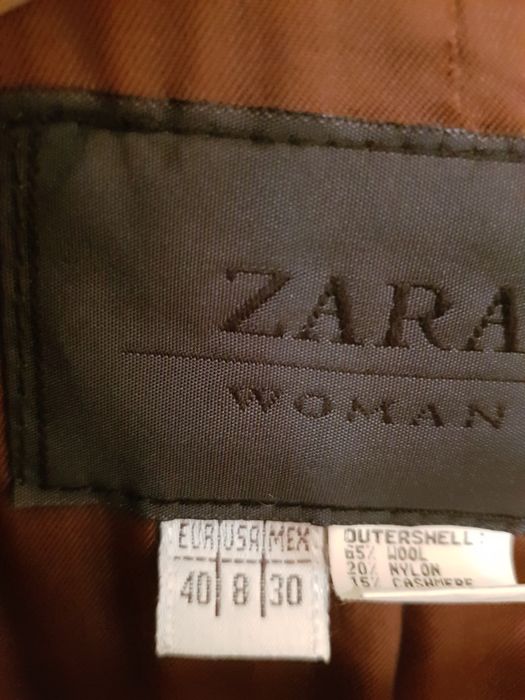 ZARA
WOMAN
EUR USA MEX
40 8 30
OUTERSHELL:
65% WOOL
20% NYLON
15% CASHMERE